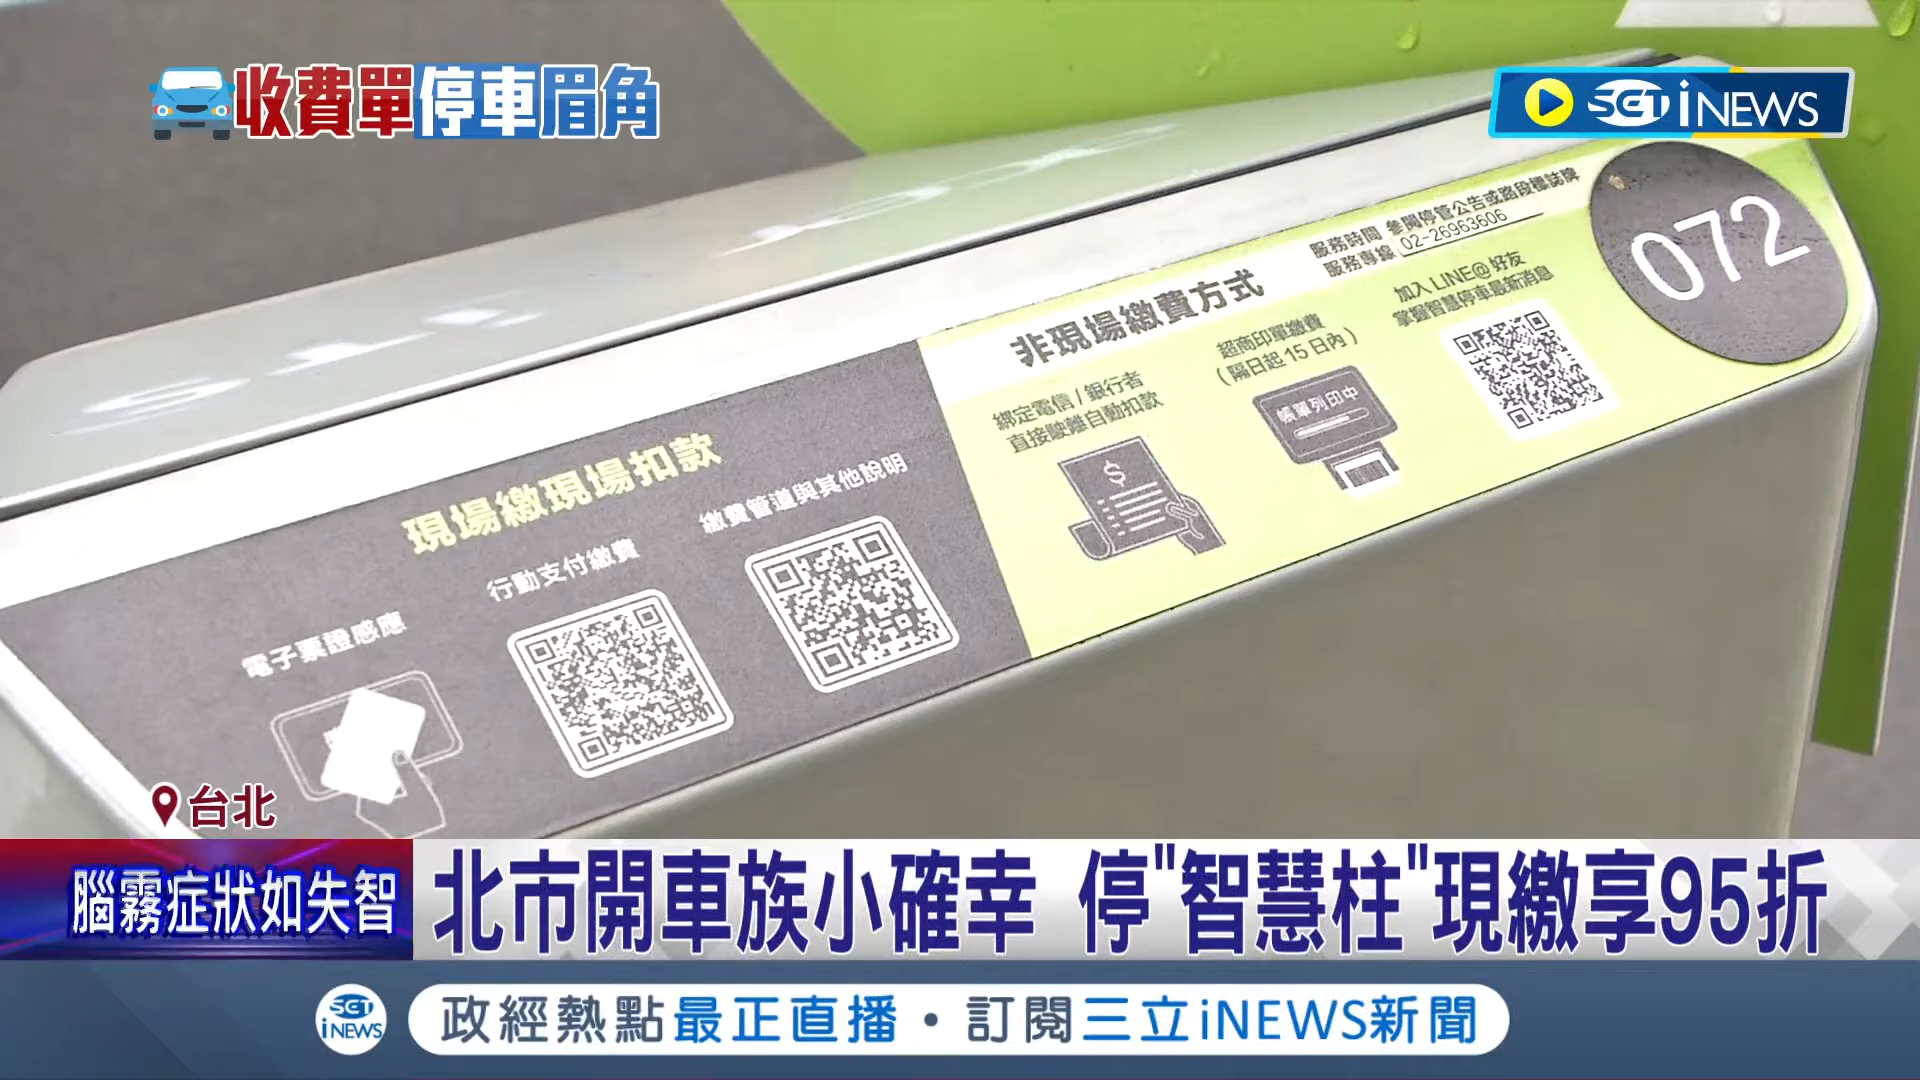 收費單停車眉角
SET iNEWS
072
服務時間 參閱停管公告或路段標誌牌
服務專線 02-26963606
非現場繳費方式
加入 LINE@ 好友
掌握智慧停車最新消息
超商印單繳費
(隔日起 15 日內)
帳單列印中
綁定電信 / 銀行者
直接駛離自動扣款
$
現場繳現場扣款
繳費管道與其他說明
行動支付繳費
電子票證感應
台北
腦霧症狀如失智
北市開車族小確幸 停"智慧柱"現繳享95折
SET iNEWS
政經熱點最正直播・訂閱三立iNEWS新聞